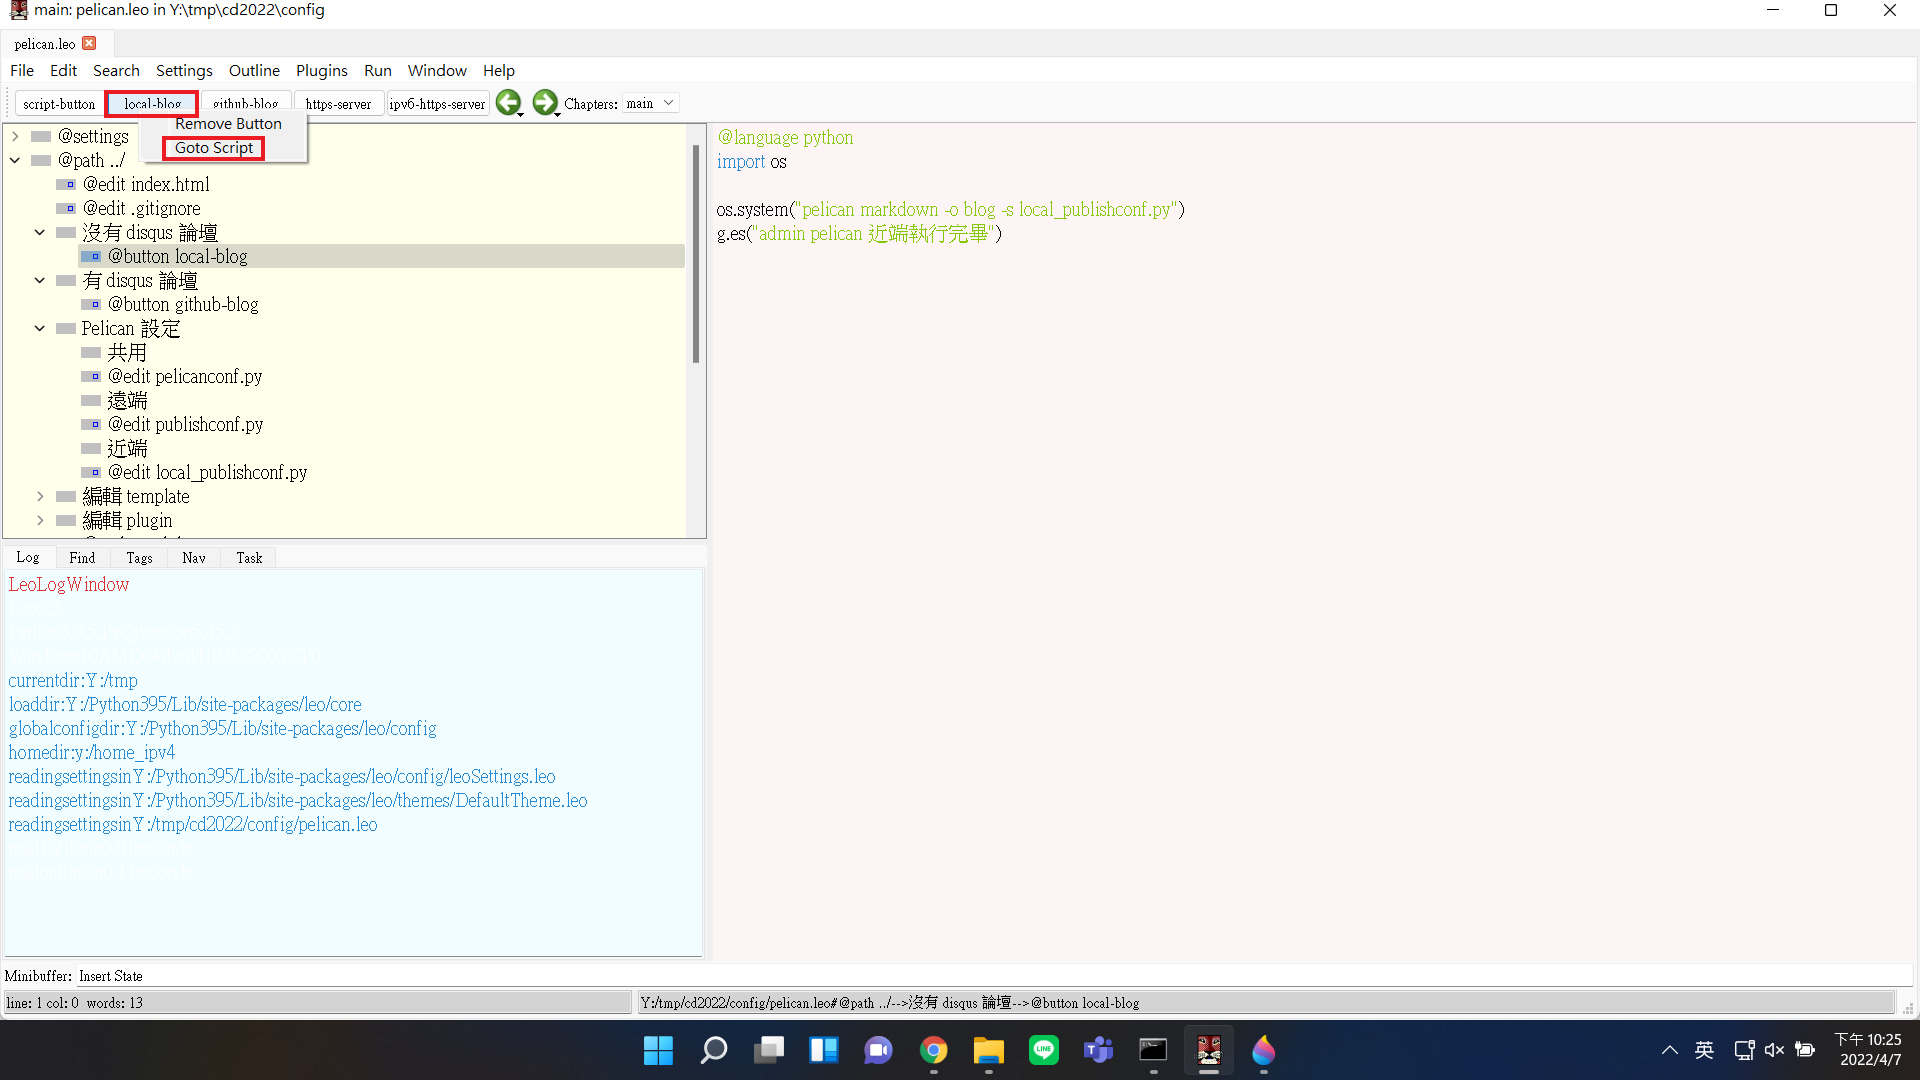 main: pelican.leo in Y:\tmp\cd2022\config
pelican.leo
File Edit Search Settings Outline Plugins Run Window Help
script-button local-blog github-blog https-server ipv6-https-server Chapters: main
Remove Button
Goto Script
@settings
@path ../
@edit index.html
@edit .gitignore
沒有 disqus 論壇
@button local-blog
有 disqus 論壇
@button github-blog
Pelican 設定
共用
@edit pelicanconf.py
遠端
@edit publishconf.py
近端
@edit local_publishconf.py
編輯 template
編輯 plugin
@language python
import os
os.system("pelican markdown -o blog -s local_publishconf.py")
g.es("admin pelican 近端執行完畢")
Log Find Tags Nav Task
LeoLogWindow
currentdir:Y:/tmp
loaddir:Y:/Python395/Lib/site-packages/leo/core
globalconfigdir:Y:/Python395/Lib/site-packages/leo/config
homedir:y:/home_ipv4
readingsettingsinY:/Python395/Lib/site-packages/leo/config/leoSettings.leo
readingsettingsinY:/Python395/Lib/site-packages/leo/themes/DefaultTheme.leo
readingsettingsinY:/tmp/cd2022/config/pelican.leo
Minibuffer: Insert State
line: 1 col: 0 words: 13
Y:/tmp/cd2022/config/pelican.leo#@path ../-->沒有 disqus 論壇-->@button local-blog
LINE
英
下午 10:25
2022/4/7